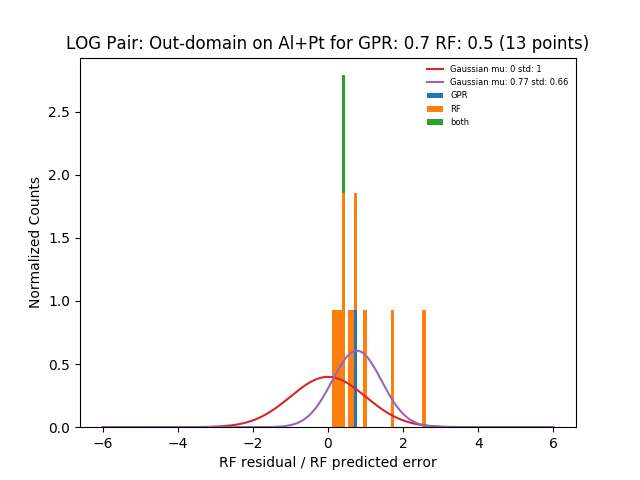 LOG Pair: Out-domain on Al+Pt for GPR: 0.7 RF: 0.5 (13 points)
Gaussian mu: 0 std: 1
Gaussian mu: 0.77 std: 0.66
GPR
RF
both
Normalized Counts
2.5
2.0
1.5
1.0
0.5
0.0
−6 −4 −2 0 2 4 6
RF residual / RF predicted error